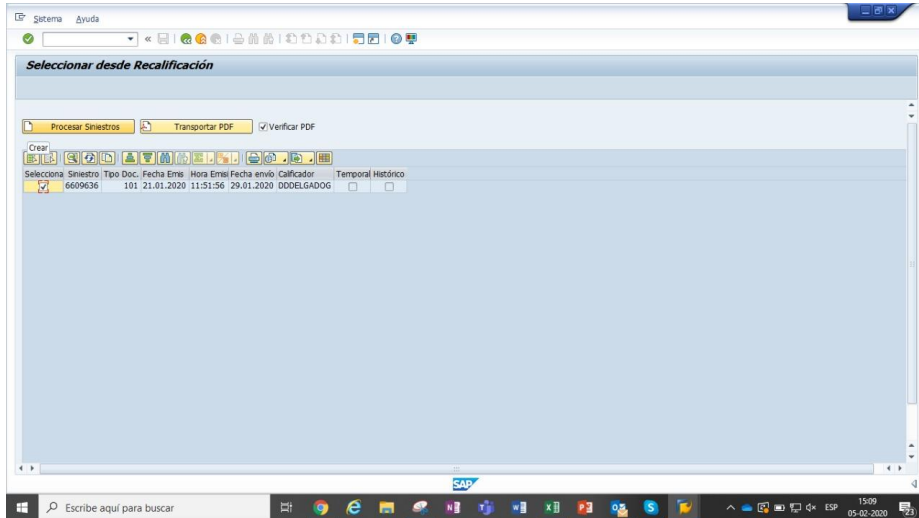 Sistema Ayuda
Seleccionar desde Recalificación
Procesar Siniestros Transportar PDF Verificar PDF
Crear
Selecciona Siniestro Tipo Doc. Fecha Emis Hora Emisi Fecha envío Calificador Temporal Histórico
6609636 101 21.01.2020 11:51:56 29.01.2020 DDDELGADOG
SAP
Escribe aquí para buscar
ESP
15:09
05-02-2020
23